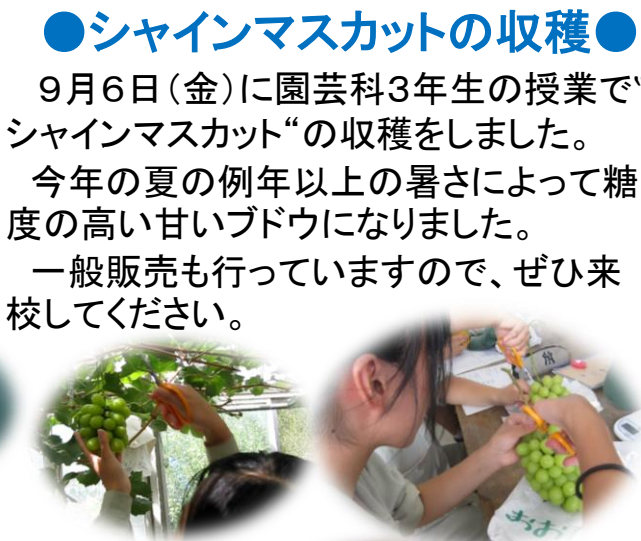 ●シャインマスカットの収穫●
９月６日（金）に園芸科３年生の授業で“
シャインマスカット“の収穫をしました。
今年の夏の例年以上の暑さによって糖
度の高い甘いブドウになりました。
一般販売も行っていますので、ぜひ来
校してください。
おお